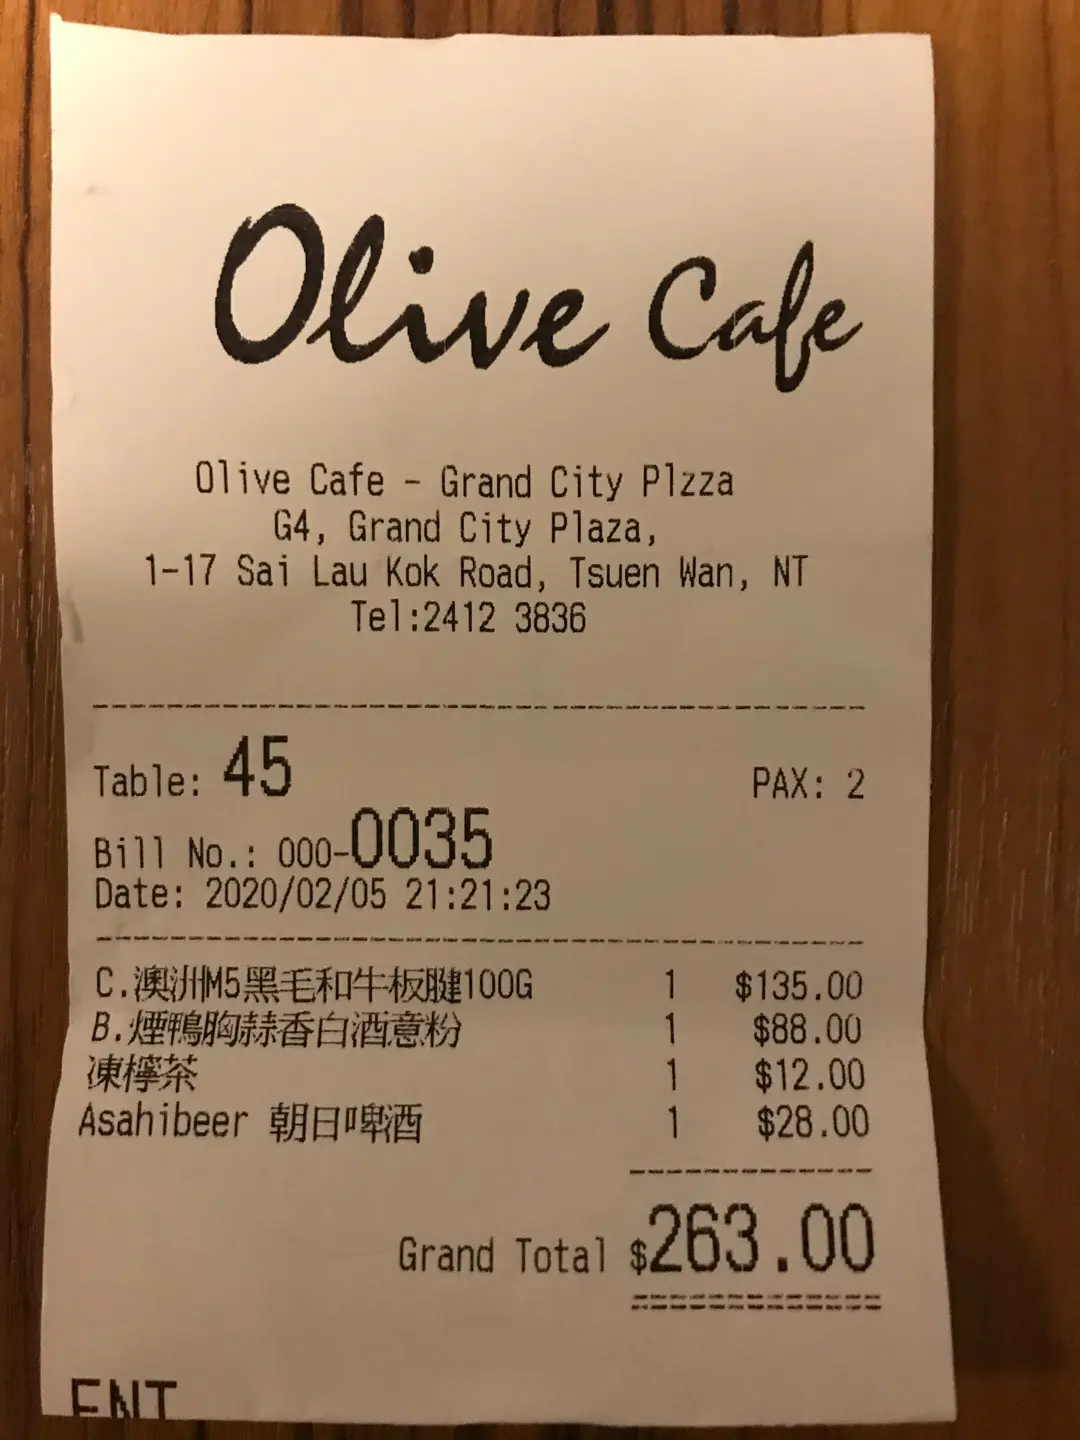 Olive Cafe
Olive Cafe - Grand City Plzza
G4, Grand City Plaza,
1-17 Sai Lau Kok Road, Tsuen Wan, NT
Tel:2412 3836
Table: 45 PAX: 2
Bill No.: 000-0035
Date: 2020/02/05 21:21:23
C.澳洲M5黑毛和牛板腱100G 1 $135.00
B.煙鴨胸蒜香白酒意粉 1 $88.00
凍檸茶 1 $12.00
Asahibeer 朝日啤酒 1 $28.00
Grand Total $263.00
ENT